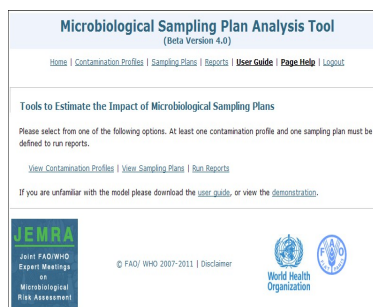 Microbiological Sampling Plan Analysis Tool
(Beta Version 4.0)
Home | Contamination Profiles | Sampling Plans | Reports | User Guide | Page Help | Logout
Tools to Estimate the Impact of Microbiological Sampling Plans
Please select from one of the following options. At least one contamination profile and one sampling plan must be
defined to run reports.
View Contamination Profiles | View Sampling Plans | Run Reports
If you are unfamiliar with the model please download the user guide, or view the demonstration.
JEMRA
Joint FAO/WHO
Expert Meetings
on
Microbiological
Risk Assessment
© FAO/ WHO 2007-2011 | Disclaimer
World Health
Organization